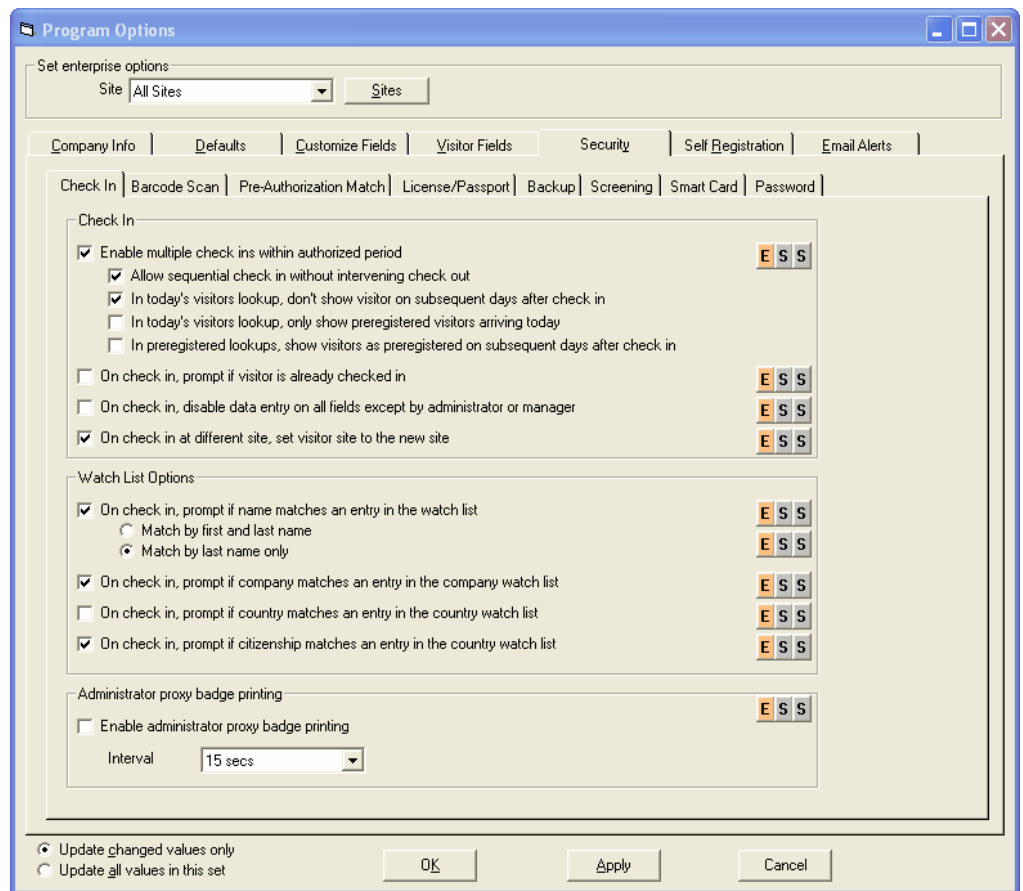 Program Options
Set enterprise options
Site All Sites Sites
Company Info Defaults Customize Fields Visitor Fields Security Self Registration Email Alerts
Check In Barcode Scan Pre-Authorization Match License/Passport Backup Screening Smart Card Password
Check In
Enable multiple check ins within authorized period E S S
Allow sequential check in without intervening check out
In today's visitors lookup, don't show visitor on subsequent days after check in
In today's visitors lookup, only show preregistered visitors arriving today
In preregistered lookups, show visitors as preregistered on subsequent days after check in
On check in, prompt if visitor is already checked in E S S
On check in, disable data entry on all fields except by administrator or manager E S S
On check in at different site, set visitor site to the new site E S S
Watch List Options
On check in, prompt if name matches an entry in the watch list E S S
Match by first and last name
Match by last name only E S S
On check in, prompt if company matches an entry in the company watch list E S S
On check in, prompt if country matches an entry in the country watch list E S S
On check in, prompt if citizenship matches an entry in the country watch list E S S
Administrator proxy badge printing E S S
Enable administrator proxy badge printing
Interval 15 secs
Update changed values only
Update all values in this set
OK Apply Cancel